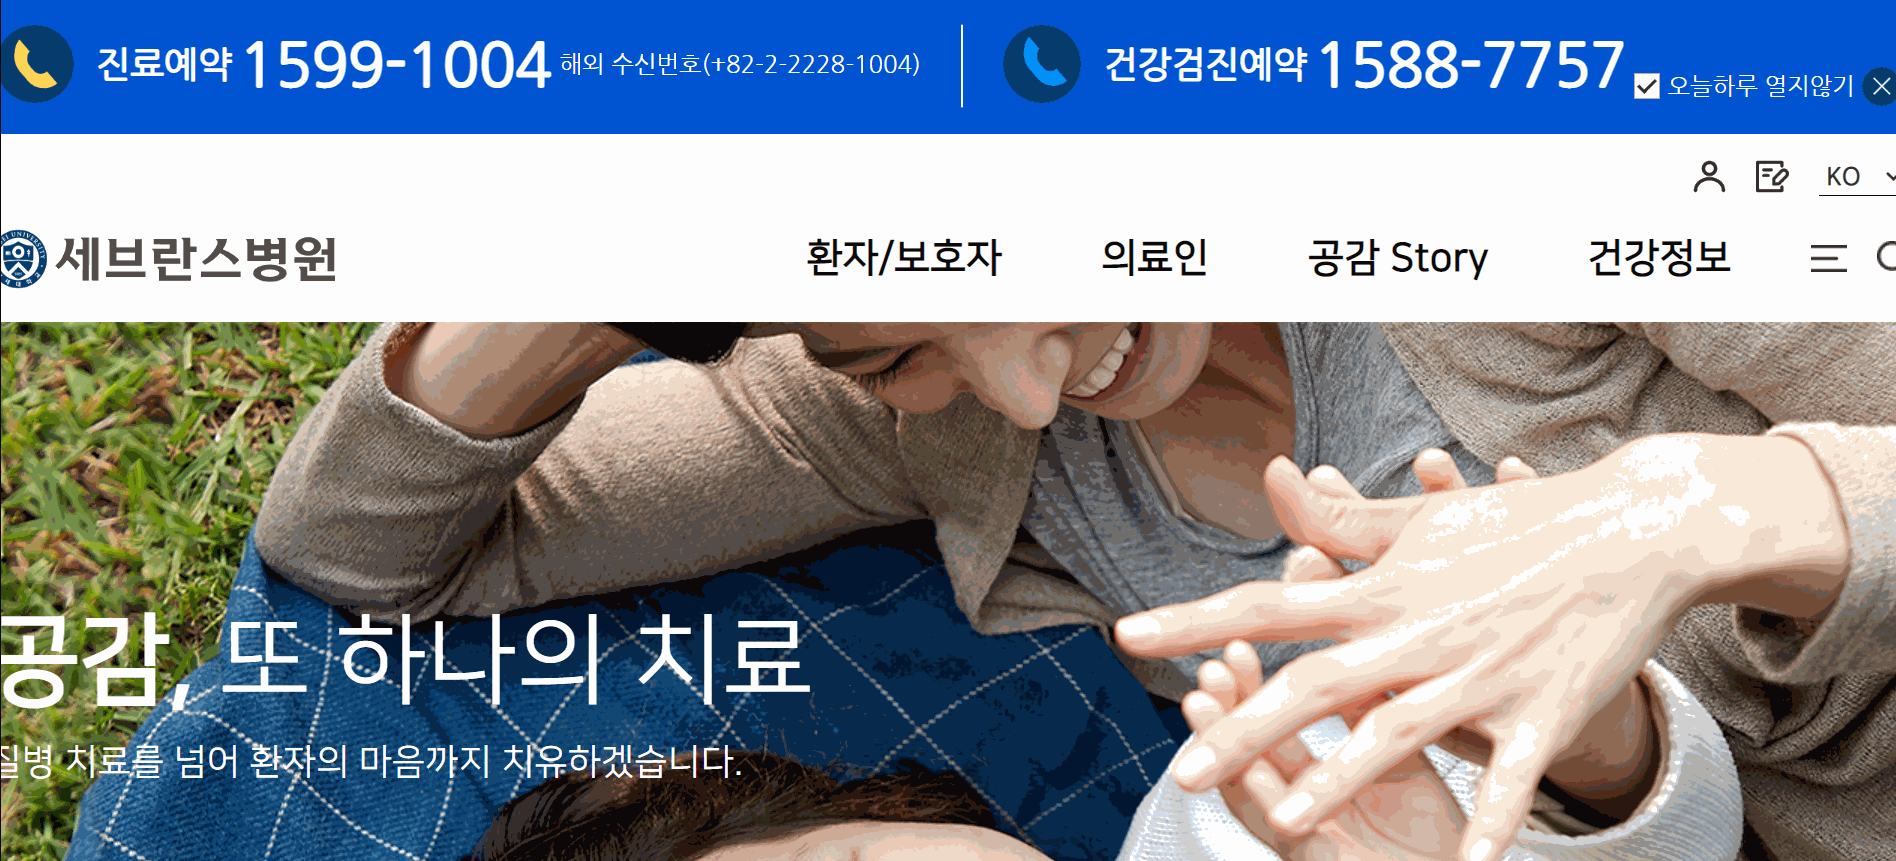 진료예약 1599-1004 해외 수신번호(+82-2-2228-1004)
건강검진예약 1588-7757 오늘하루 열지않기
KO
세브란스병원
환자/보호자 의료인 공감 Story 건강정보
공감, 또 하나의 치료
질병 치료를 넘어 환자의 마음까지 치유하겠습니다.